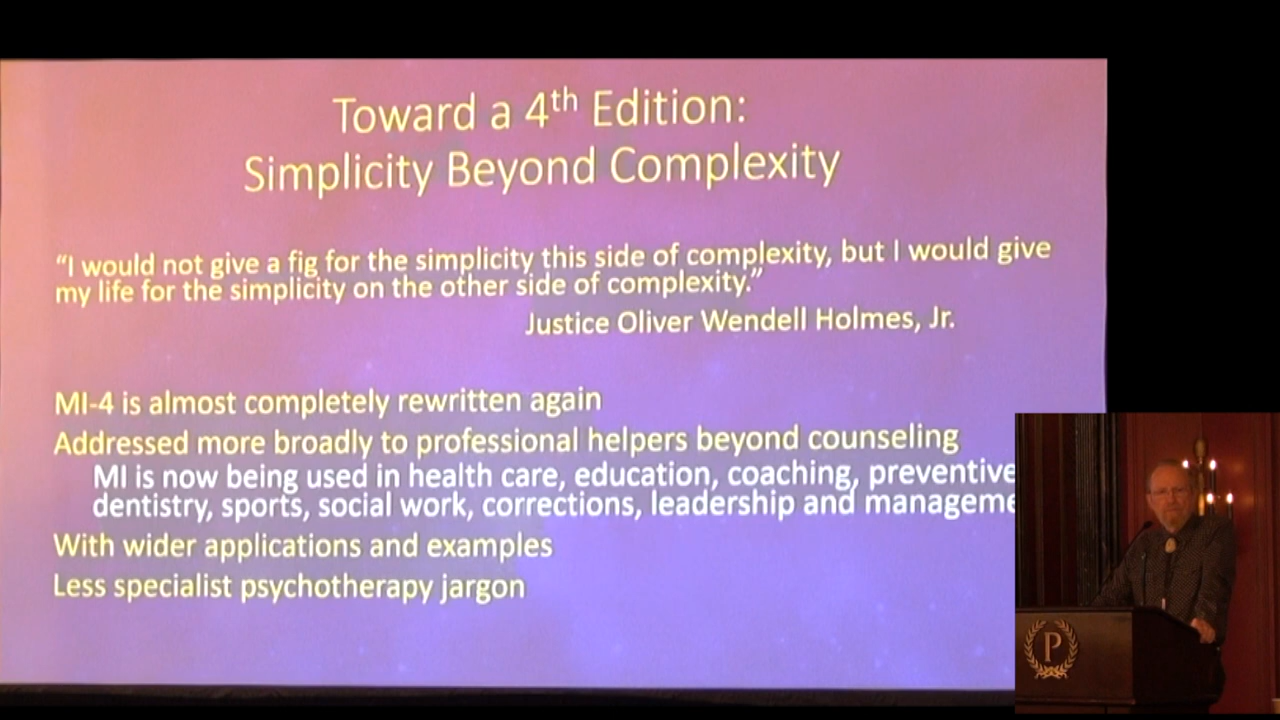 Toward a 4th Edition:
Simplicity Beyond Complexity
“I would not give a fig for the simplicity this side of complexity, but I would give
my life for the simplicity on the other side of complexity.”
Justice Oliver Wendell Holmes, Jr.
MI-4 is almost completely rewritten again
Addressed more broadly to professional helpers beyond counseling
MI is now being used in health care, education, coaching, preventive
dentistry, sports, social work, corrections, leadership and manageme
With wider applications and examples
Less specialist psychotherapy jargon
P